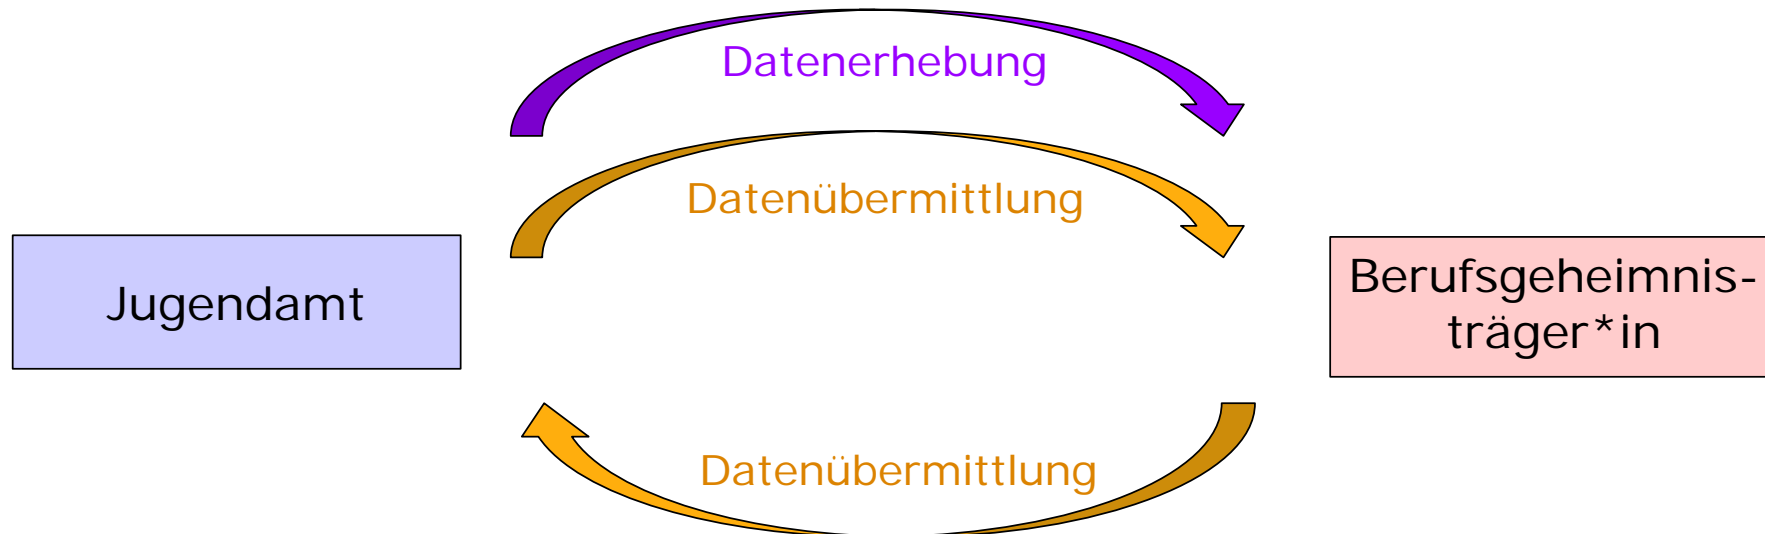 Datenerhebung
Datenübermittlung
Jugendamt
Berufsgeheimnis-
träger*in
Datenübermittlung